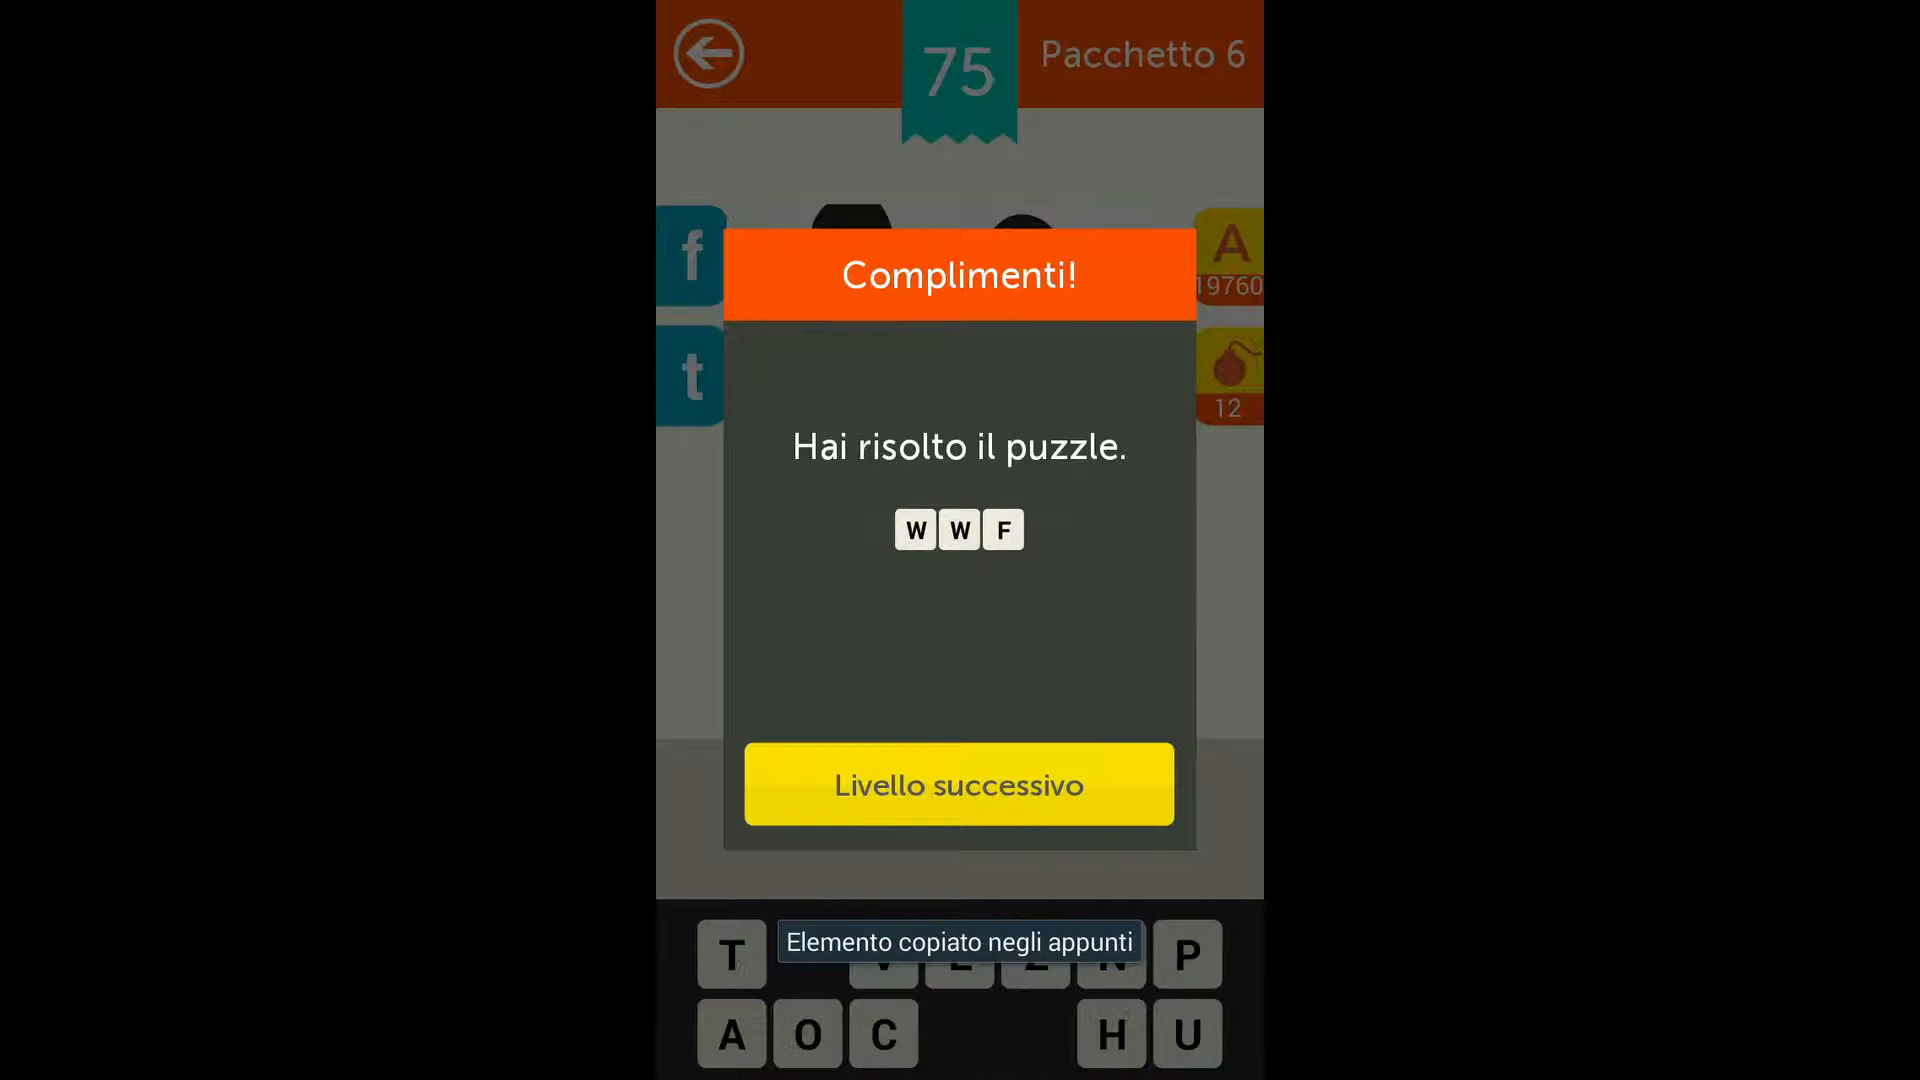 75
Pacchetto 6
f
A
19760
t
12
Complimenti!
Hai risolto il puzzle.
W W F
Livello successivo
Elemento copiato negli appunti
T V E Z N P
A O C H U